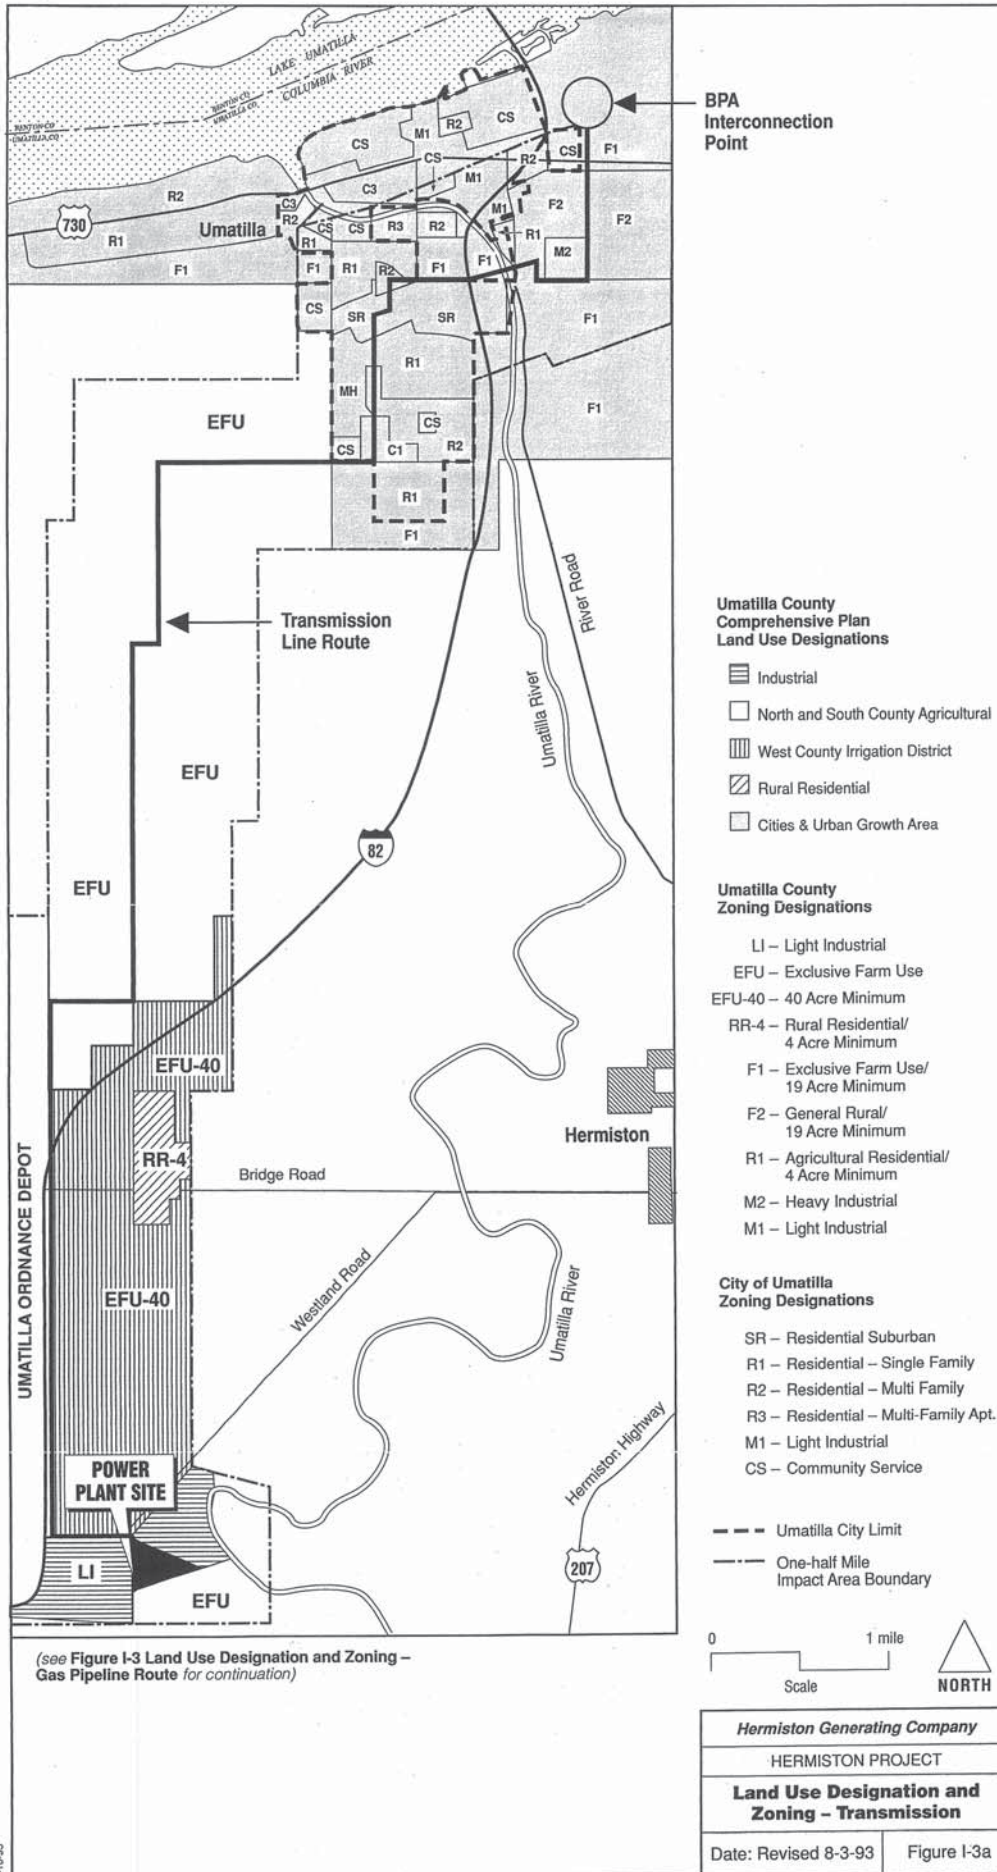 LAKE UMATILLA
COLUMBIA RIVER
BENTON CO
UMATILLA CO
BENTON CO
UMATILLA CO
BPA
Interconnection
Point
CS
M1
R2
CS
CS
CS
R2
F1
M1
C3
M1
F2
F2
R2
730
R1
F1
C3
R2
Umatilla
CS
CS
R3
R2
R1
M2
R1
F1
R1
R2
F1
F1
CS
SR
SR
F1
R1
MH
F1
EFU
CS
CS
C1
R2
R1
F1
Transmission
Line Route
River Road
Umatilla River
EFU
82
EFU
EFU-40
RR-4
Bridge Road
Hermiston
UMATILLA ORDNANCE DEPOT
EFU-40
Westland Road
Umatilla River
Hermiston Highway
207
POWER
PLANT SITE
LI
EFU
Umatilla County
Comprehensive Plan
Land Use Designations
Industrial
North and South County Agricultural
West County Irrigation District
Rural Residential
Cities & Urban Growth Area
Umatilla County
Zoning Designations
LI – Light Industrial
EFU – Exclusive Farm Use
EFU-40 – 40 Acre Minimum
RR-4 – Rural Residential/
4 Acre Minimum
F1 – Exclusive Farm Use/
19 Acre Minimum
F2 – General Rural/
19 Acre Minimum
R1 – Agricultural Residential/
4 Acre Minimum
M2 – Heavy Industrial
M1 – Light Industrial
City of Umatilla
Zoning Designations
SR – Residential Suburban
R1 – Residential – Single Family
R2 – Residential – Multi Family
R3 – Residential – Multi-Family Apt.
M1 – Light Industrial
CS – Community Service
Umatilla City Limit
One-half Mile
Impact Area Boundary
0 1 mile
Scale
NORTH
(see Figure I-3 Land Use Designation and Zoning –
Gas Pipeline Route for continuation)
Hermiston Generating Company
HERMISTON PROJECT
Land Use Designation and
Zoning – Transmission
Date: Revised 8-3-93 Figure I-3a